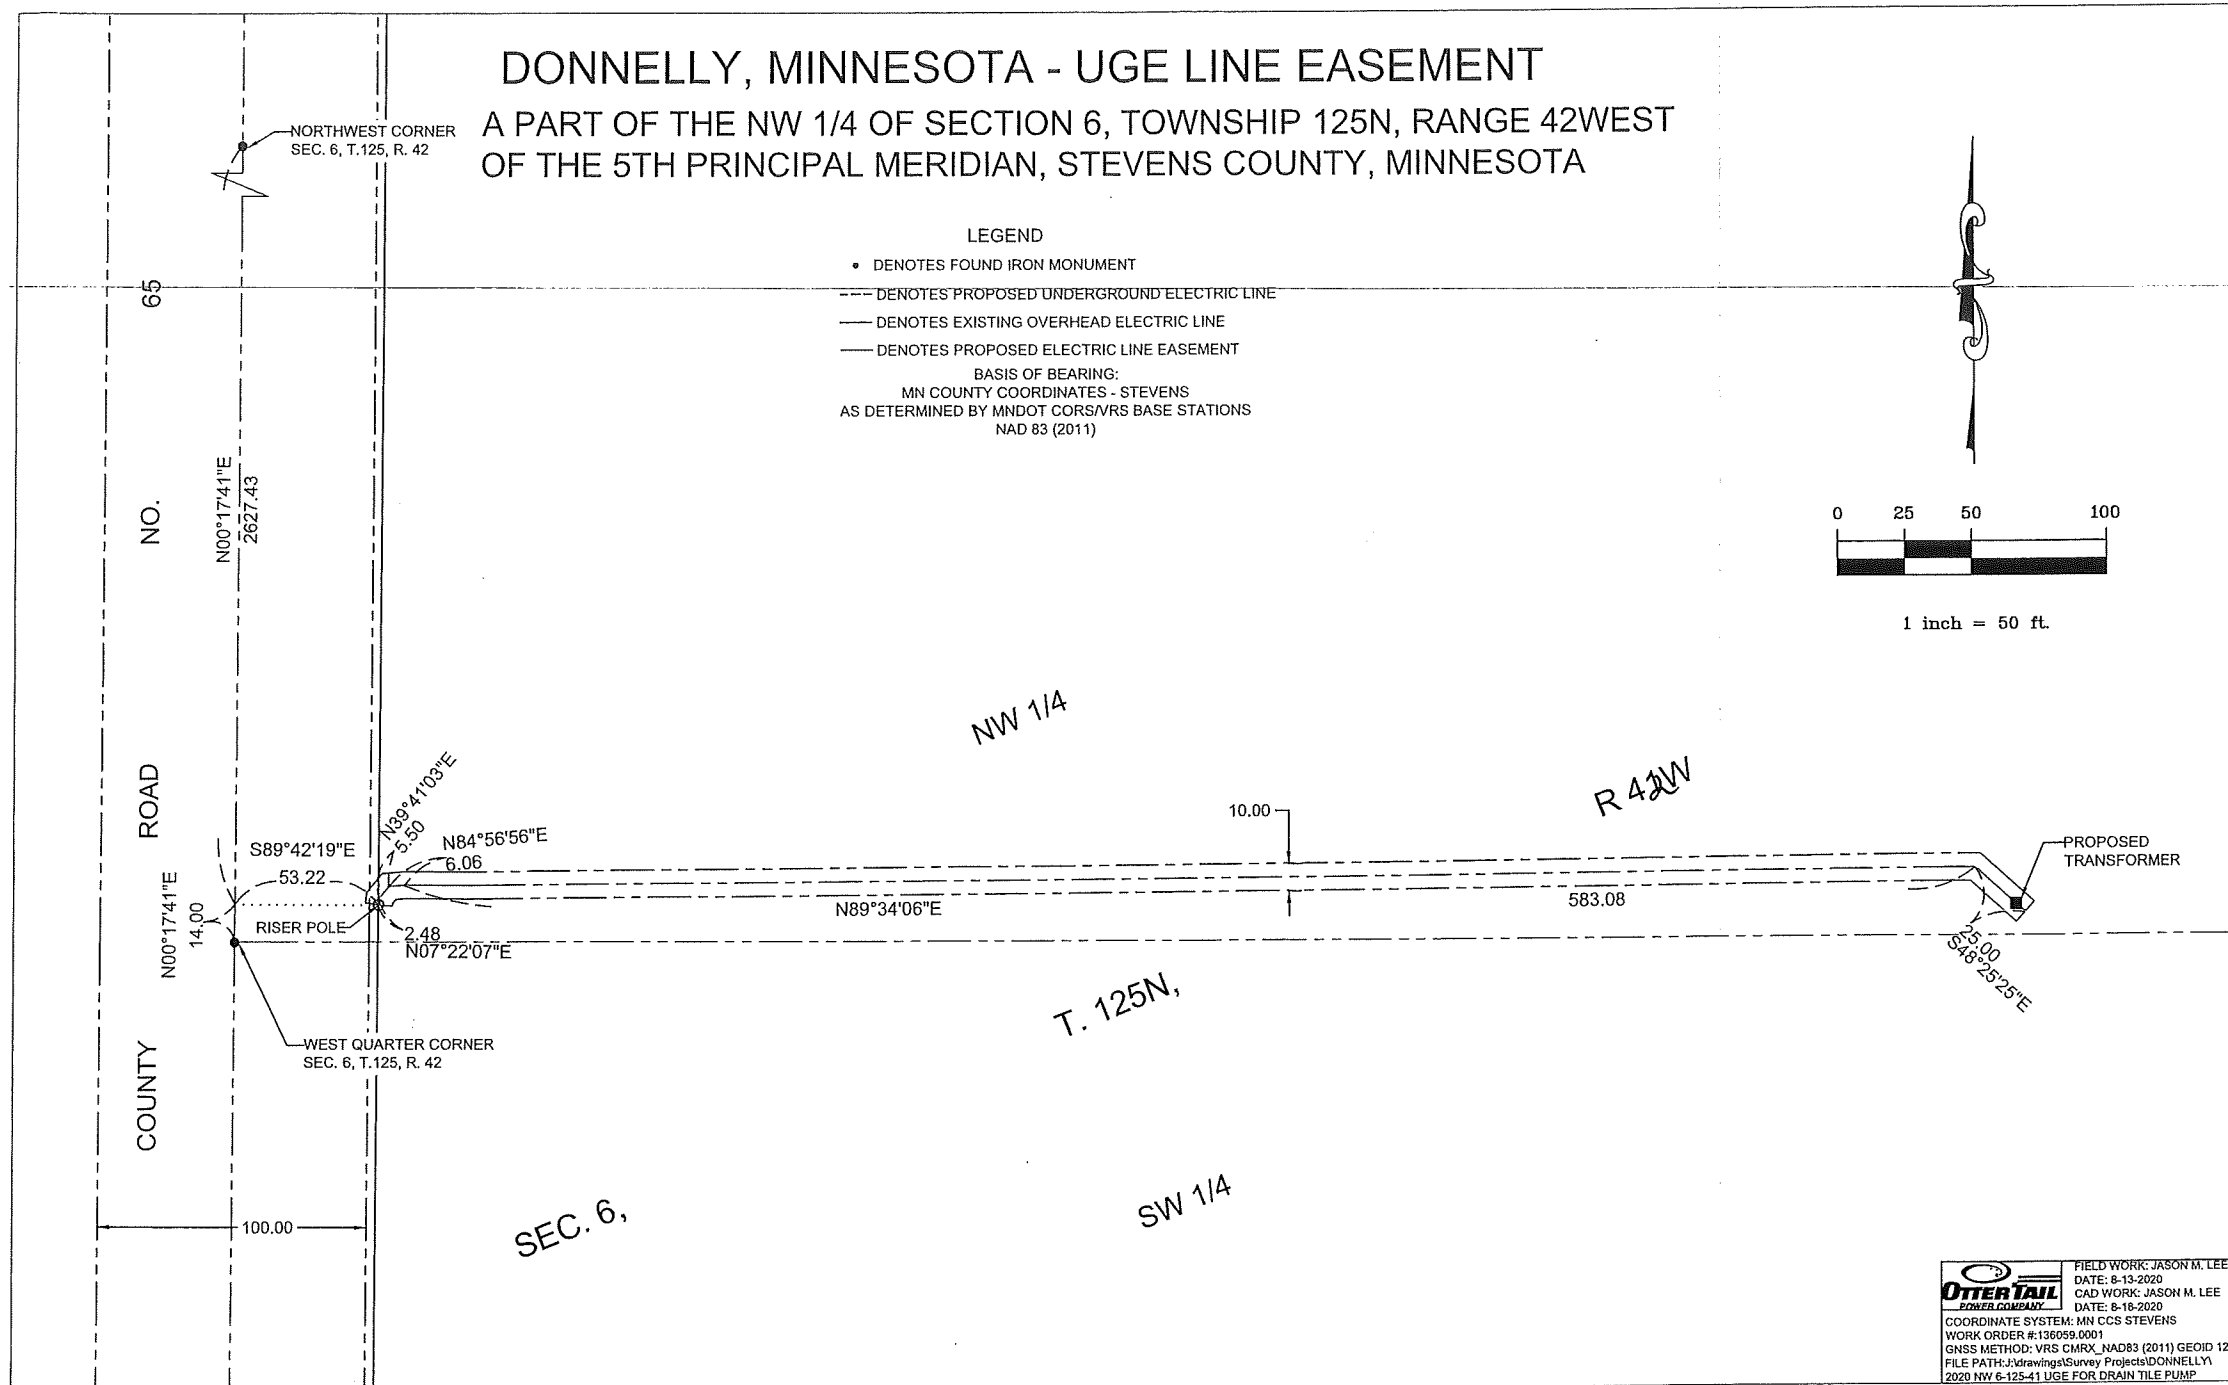 DONNELLY, MINNESOTA - UGE LINE EASEMENT
A PART OF THE NW 1/4 OF SECTION 6, TOWNSHIP 125N, RANGE 42WEST
OF THE 5TH PRINCIPAL MERIDIAN, STEVENS COUNTY, MINNESOTA
NORTHWEST CORNER
SEC. 6, T.125, R. 42
LEGEND
DENOTES FOUND IRON MONUMENT
DENOTES PROPOSED UNDERGROUND ELECTRIC LINE
DENOTES EXISTING OVERHEAD ELECTRIC LINE
DENOTES PROPOSED ELECTRIC LINE EASEMENT
BASIS OF BEARING:
MN COUNTY COORDINATES - STEVENS
AS DETERMINED BY MNDOT CORS/VRS BASE STATIONS
NAD 83 (2011)
0 25 50 100
1 inch = 50 ft.
COUNTY ROAD NO. 65
N00°17'41"E
2627.43
NW 1/4
R 42W
10.00
PROPOSED
TRANSFORMER
N39°41'03"E
5.50
N84°56'56"E
6.06
S89°42'19"E
53.22
N00°17'41"E
14.00
RISER POLE
2.48
N07°22'07"E
N89°34'06"E
583.08
25.00
S48°25'25"E
WEST QUARTER CORNER
SEC. 6, T.125, R. 42
T. 125N,
SW 1/4
SEC. 6,
100.00
OTTER TAIL
POWER COMPANY
FIELD WORK: JASON M. LEE
DATE: 8-13-2020
CAD WORK: JASON M. LEE
DATE: 8-18-2020
COORDINATE SYSTEM: MN CCS STEVENS
WORK ORDER #:136059.0001
GNSS METHOD: VRS CMRX_NAD83 (2011) GEOID 12
FILE PATH:J:\drawings\Survey Projects\DONNELLY\
2020 NW 6-125-41 UGE FOR DRAIN TILE PUMP